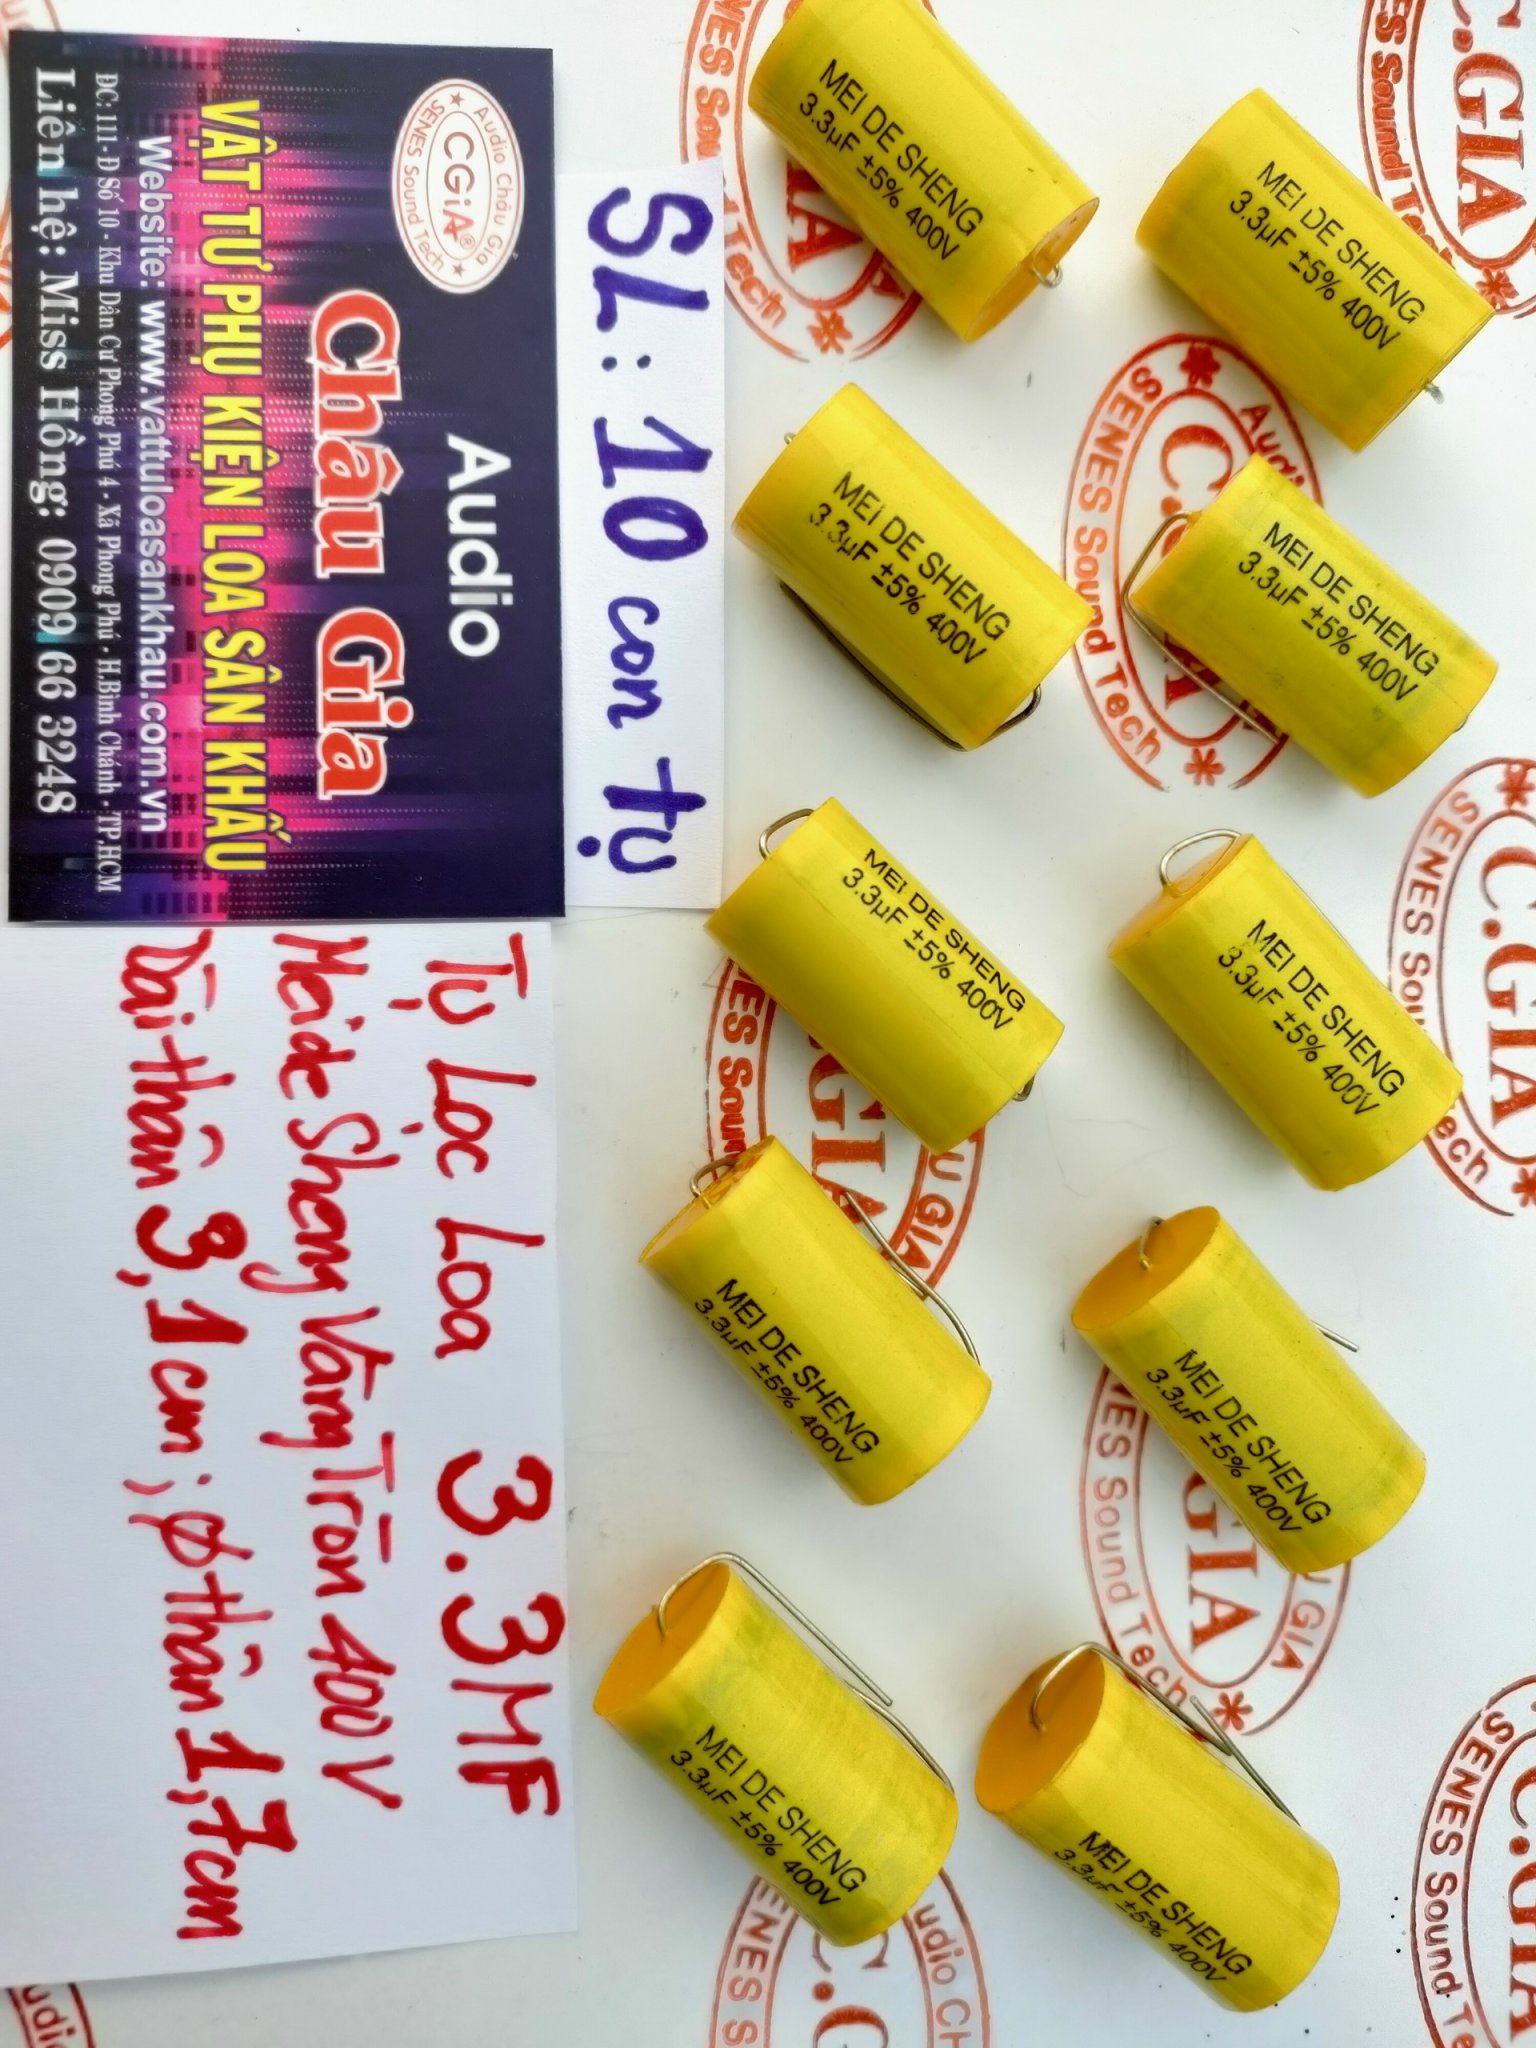 Audio Châu Gia
CGiA®
SENES Sound Tech
Audio
Châu Gia
VẬT TƯ PHỤ KIỆN LOA SÂN KHẤU
Website: www.vattuloasankhau.com.vn
ĐC: 111 - Đ Số 10 - Khu Dân Cư Phong Phú 4 - Xã Phong Phú - H.Bình Chánh - TP.HCM
Liên hệ: Miss Hồng: 0909 66 3248
SL: 10 con tụ
Tụ Lọc Loa 3.3MF
Meide Sheng Vàng Tròn 400V
Dài thân 3,1cm; ø thân 1,7cm
MEI DE SHENG
3.3µF ±5% 400V
MEI DE SHENG
3.3µF ±5% 400V
MEI DE SHENG
3.3µF ±5% 400V
MEI DE SHENG
3.3µF ±5% 400V
MEI DE SHENG
3.3µF ±5% 400V
MEI DE SHENG
3.3µF ±5% 400V
MEI DE SHENG
3.3µF ±5% 400V
MEI DE SHENG
3.3µF ±5% 400V
MEI DE SHENG
3.3µF ±5% 400V
MEI DE SHENG
3.3µF ±5% 400V
C.GIA
SENES Sound Tech